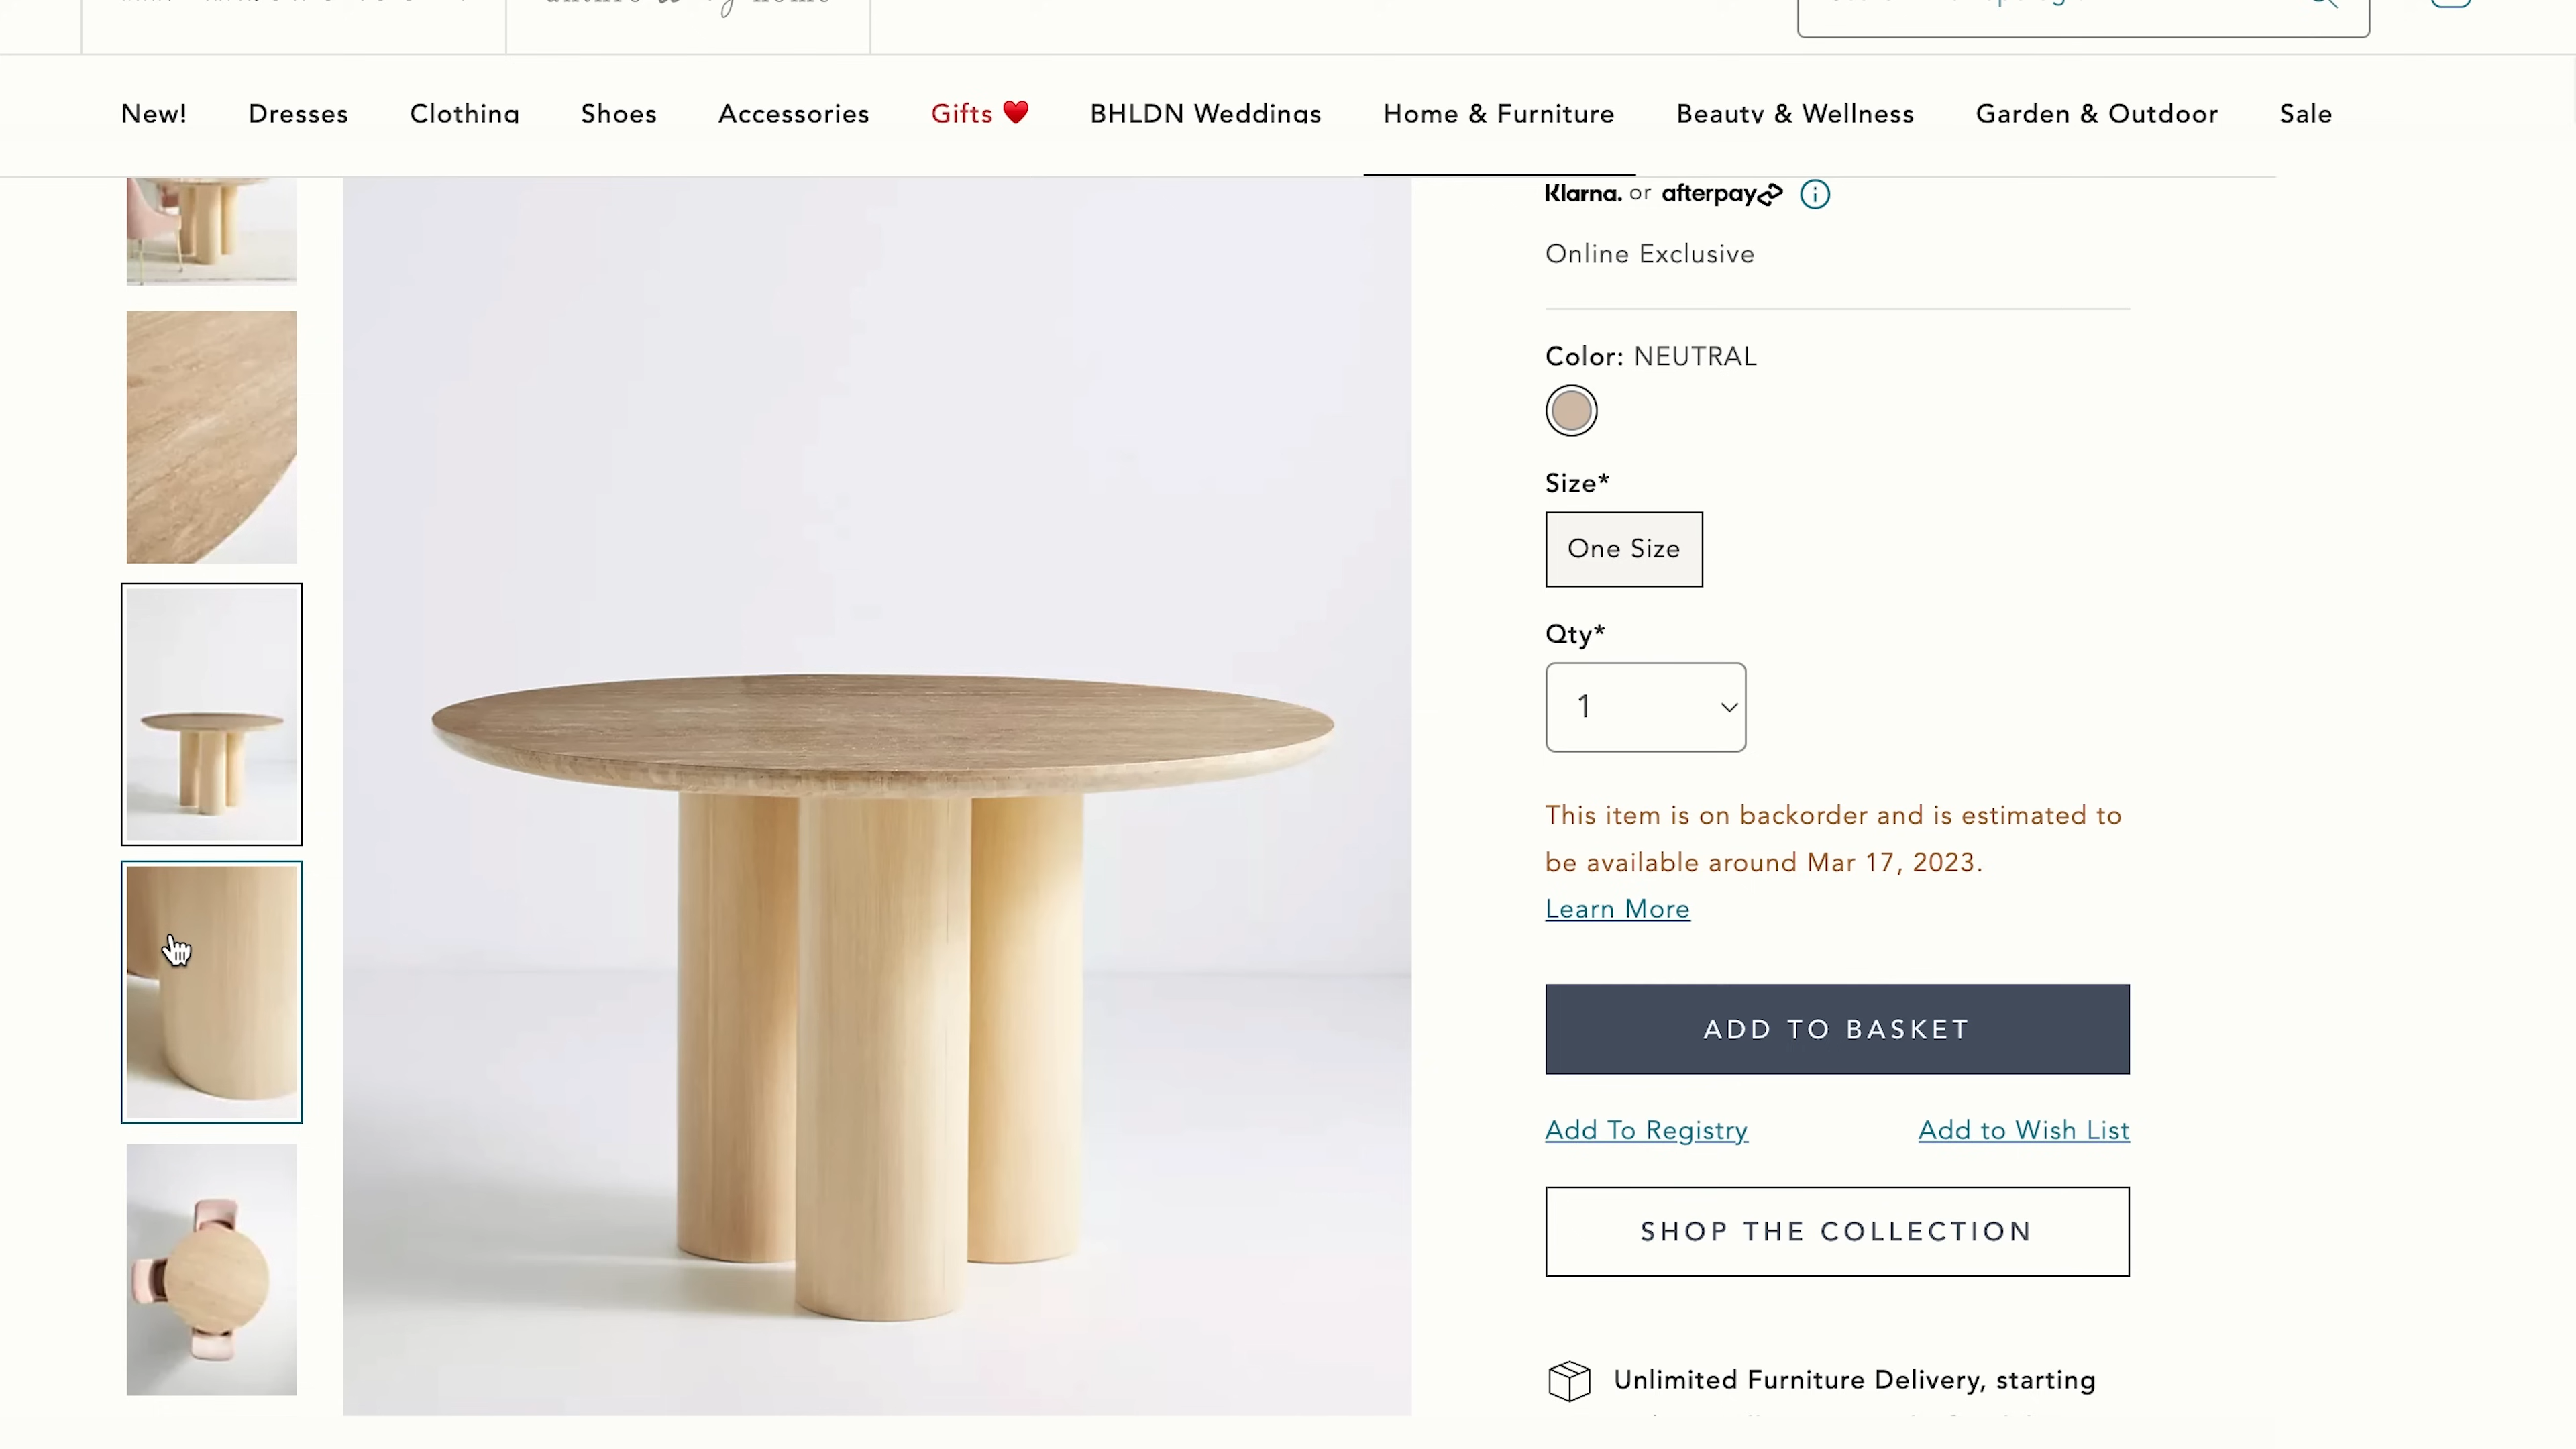 New! Dresses Clothing Shoes Accessories Gifts BHLDN Weddings Home & Furniture Beauty & Wellness Garden & Outdoor Sale
Klarna. or afterpay
Online Exclusive
Color: NEUTRAL
Size*
One Size
Qty*
1
This item is on backorder and is estimated to
be available around Mar 17, 2023.
Learn More
ADD TO BASKET
Add To Registry Add to Wish List
SHOP THE COLLECTION
Unlimited Furniture Delivery, starting